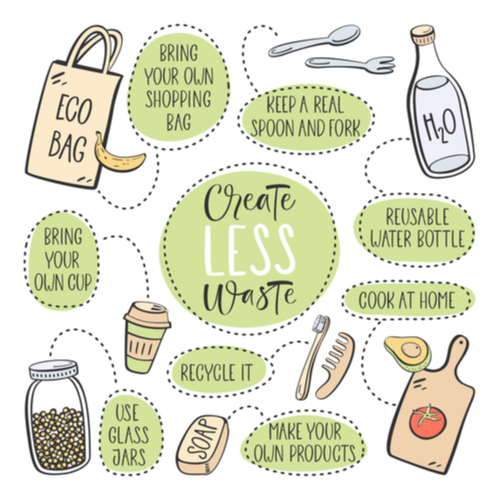 BRING
YOUR OWN
SHOPPING
BAG
ECO
BAG
KEEP A REAL
SPOON AND FORK
H₂O
Create
LESS
Waste
BRING
YOUR
OWN CUP
REUSABLE
WATER BOTTLE
COOK AT HOME
RECYCLE IT
USE
GLASS
JARS
SOAP
MAKE YOUR
OWN PRODUCTS